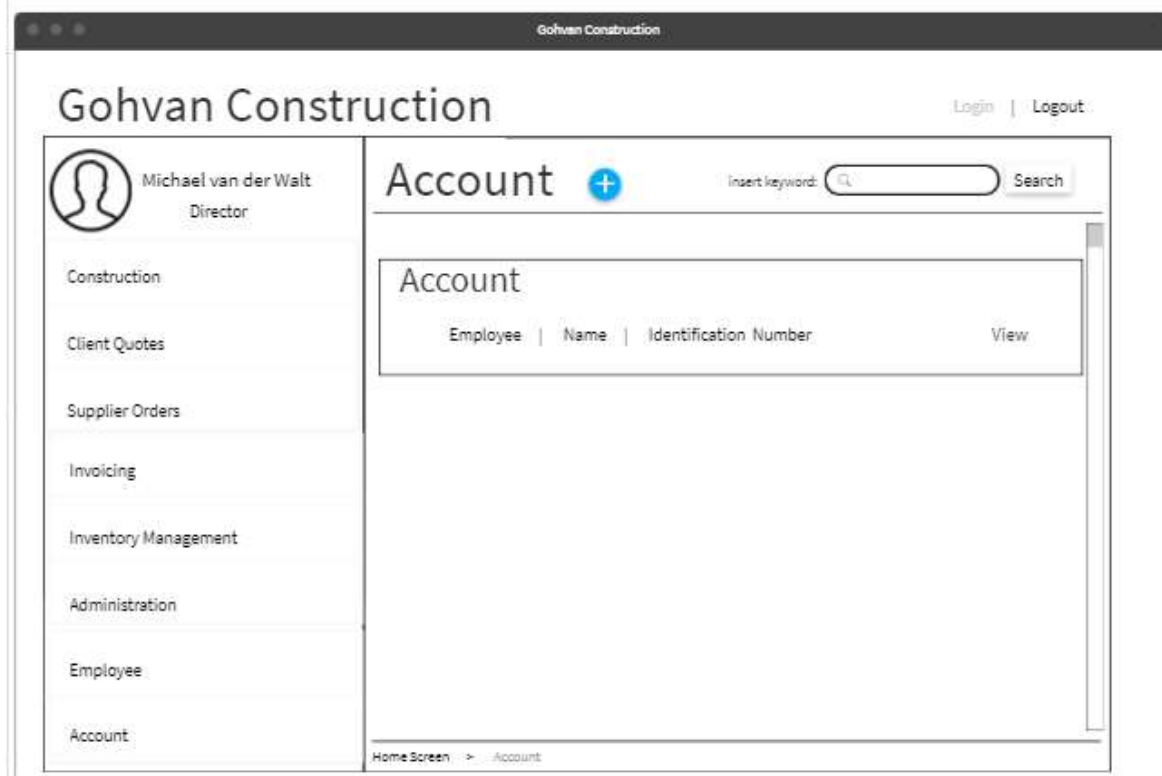 Gohvan Construction
Gohvan Construction
Login | Logout
Michael van der Walt
Director
Construction
Client Quotes
Supplier Orders
Invoicing
Inventory Management
Administration
Employee
Account
Account
insert keyword:
Search
Account
Employee | Name | Identification Number
View
Home Screen > Account